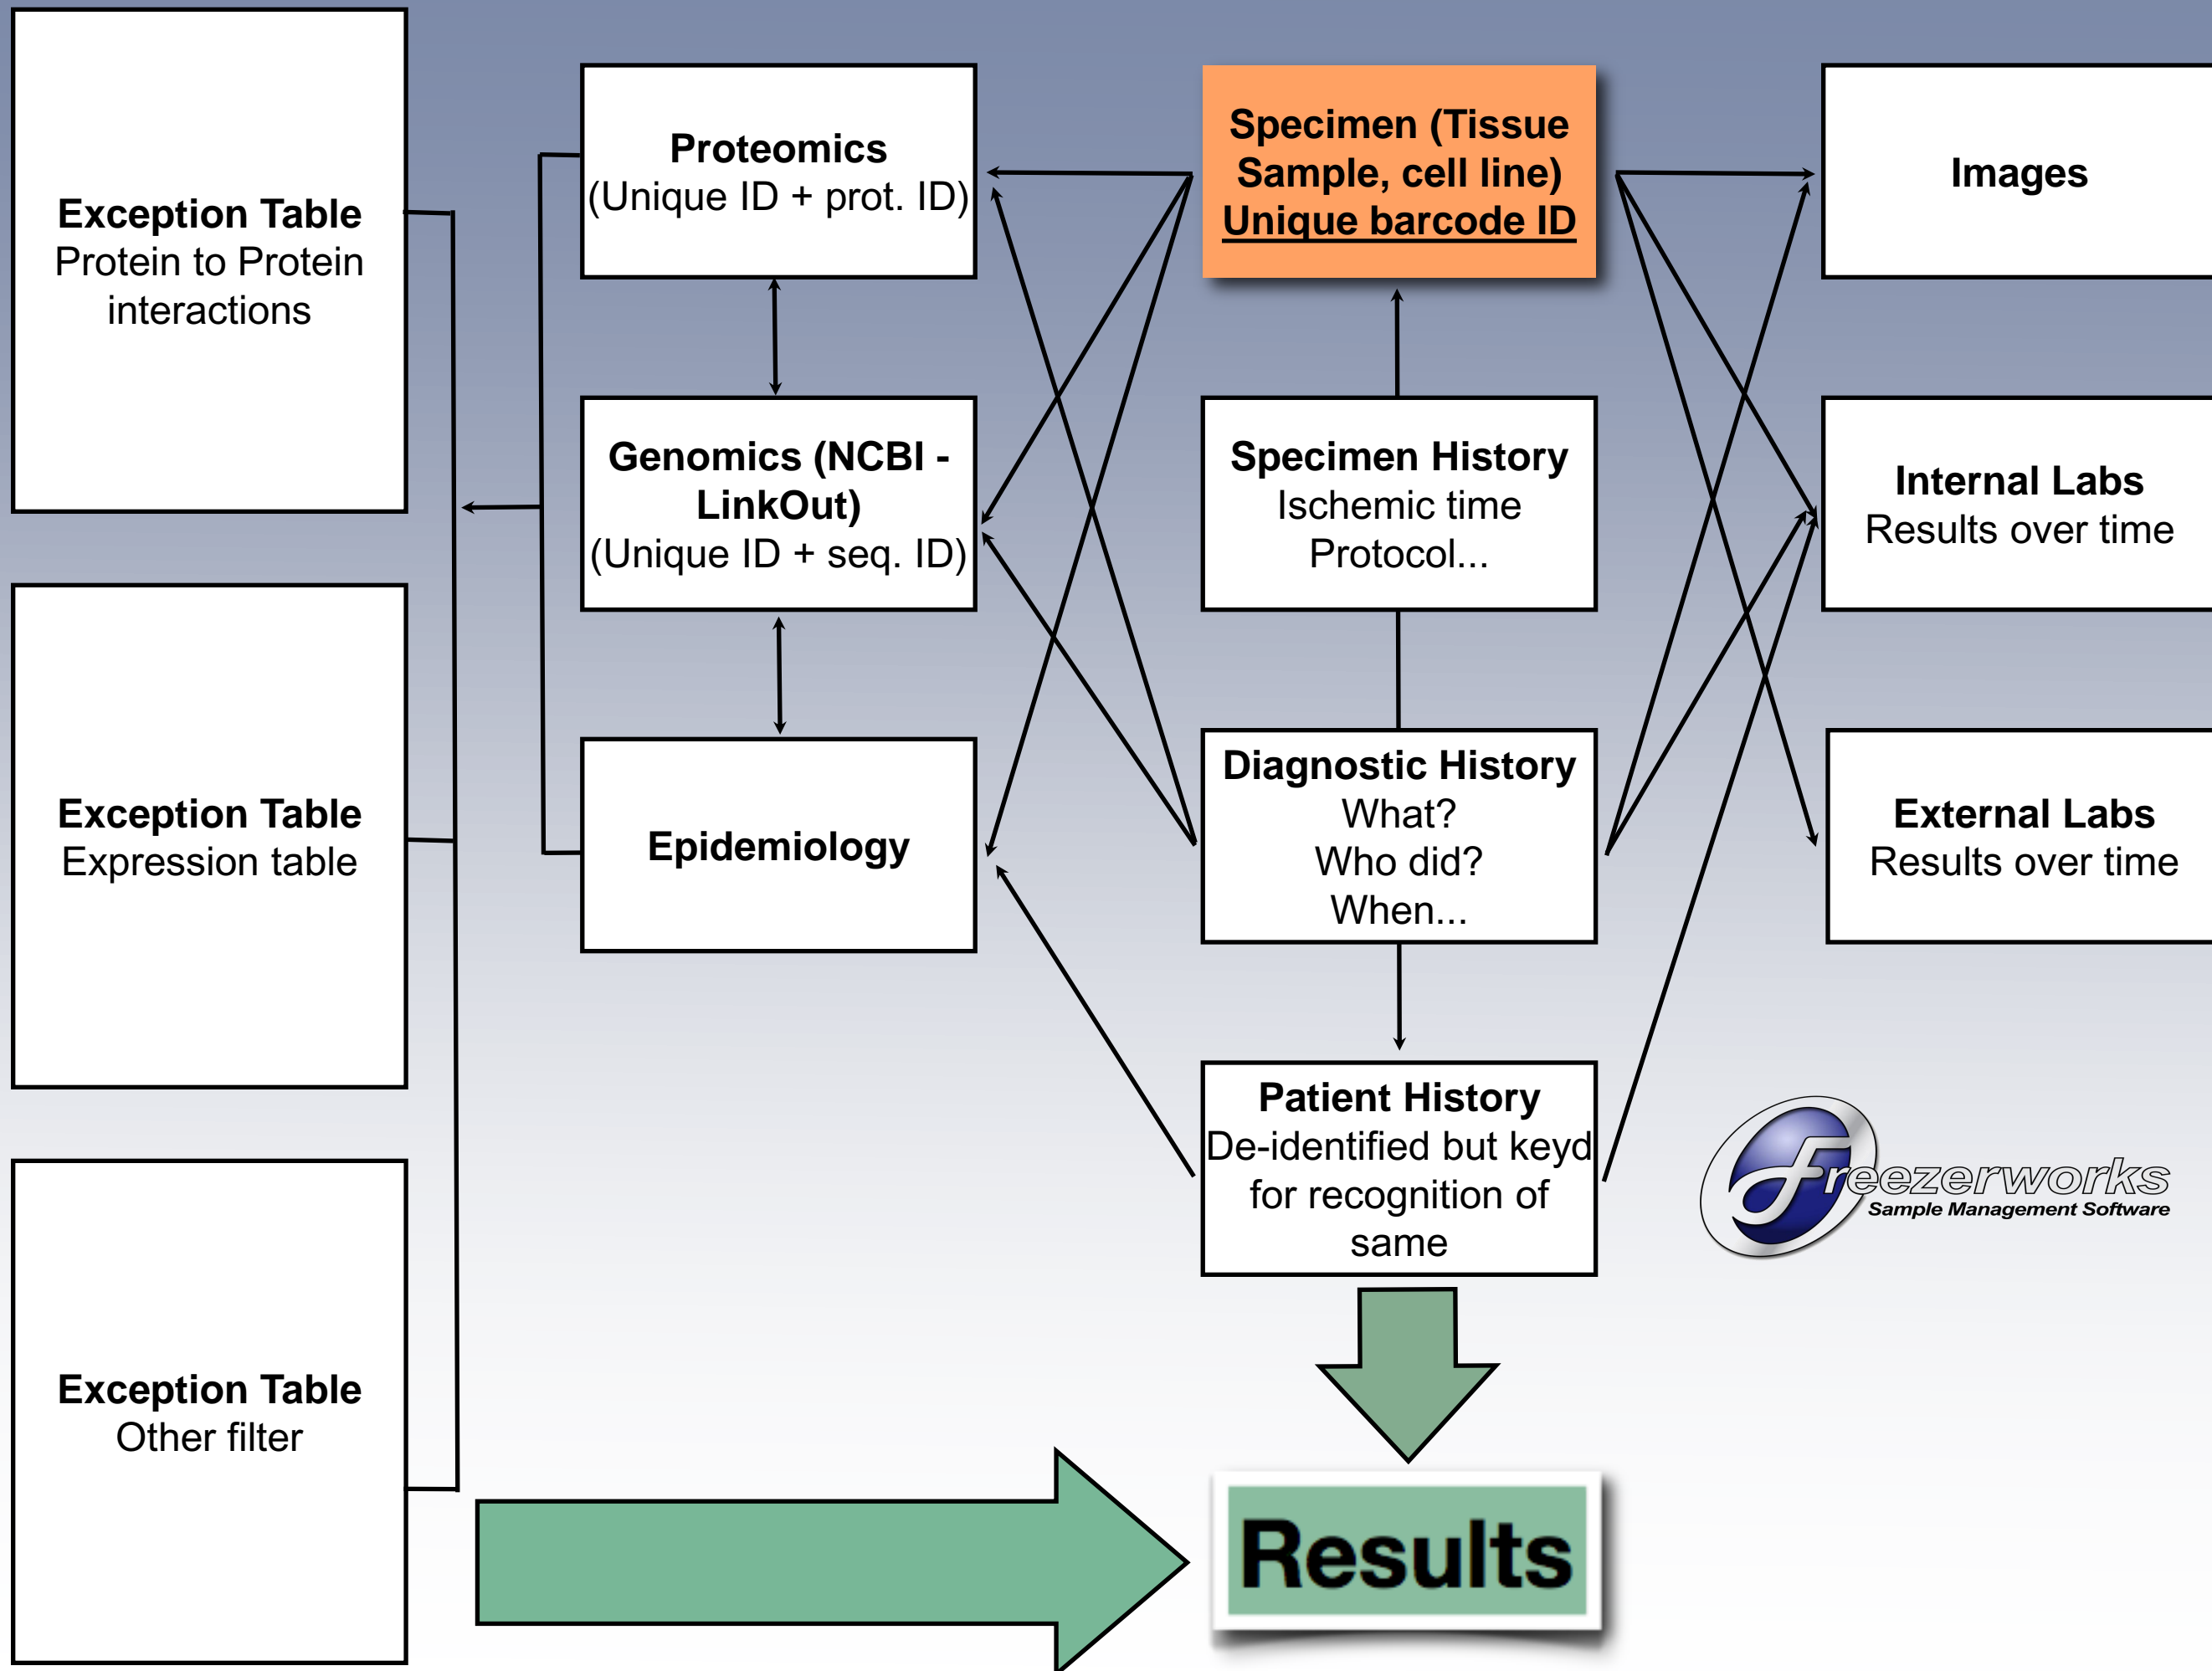 Exception Table
Protein to Protein
interactions
Exception Table
Expression table
Exception Table
Other filter
Proteomics
(Unique ID + prot. ID)
Genomics (NCBI -
LinkOut)
(Unique ID + seq. ID)
Epidemiology
Specimen (Tissue
Sample, cell line)
Unique barcode ID
Specimen History
Ischemic time
Protocol...
Diagnostic History
What?
Who did?
When...
Patient History
De-identified but keyd
for recognition of
same
Results
Images
Internal Labs
Results over time
External Labs
Results over time
Freezerworks
Sample Management Software